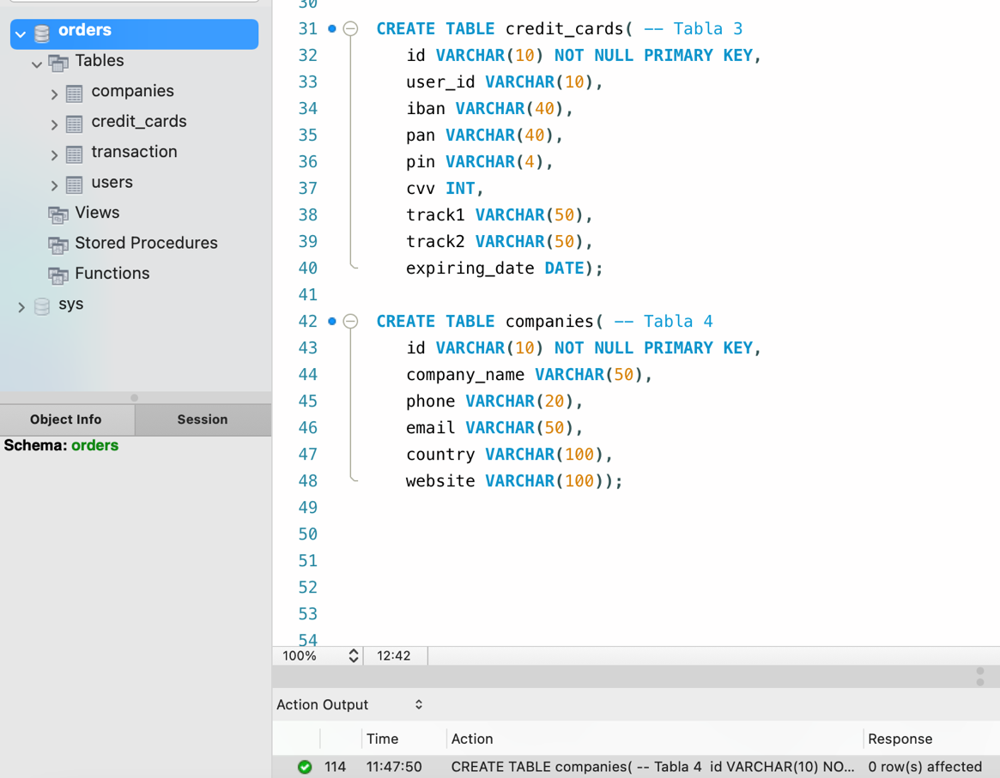 orders
Tables
companies
credit_cards
transaction
users
Views
Stored Procedures
Functions
sys
Object Info
Session
Schema: orders
30
31 CREATE TABLE credit_cards( -- Tabla 3
32 id VARCHAR(10) NOT NULL PRIMARY KEY,
33 user_id VARCHAR(10),
34 iban VARCHAR(40),
35 pan VARCHAR(40),
36 pin VARCHAR(4),
37 cvv INT,
38 track1 VARCHAR(50),
39 track2 VARCHAR(50),
40 expiring_date DATE);
41
42 CREATE TABLE companies( -- Tabla 4
43 id VARCHAR(10) NOT NULL PRIMARY KEY,
44 company_name VARCHAR(50),
45 phone VARCHAR(20),
46 email VARCHAR(50),
47 country VARCHAR(100),
48 website VARCHAR(100));
49
50
51
52
53
54
100% 12:42
Action Output
Time Action Response
114 11:47:50 CREATE TABLE companies( -- Tabla 4 id VARCHAR(10) NO... 0 row(s) affected